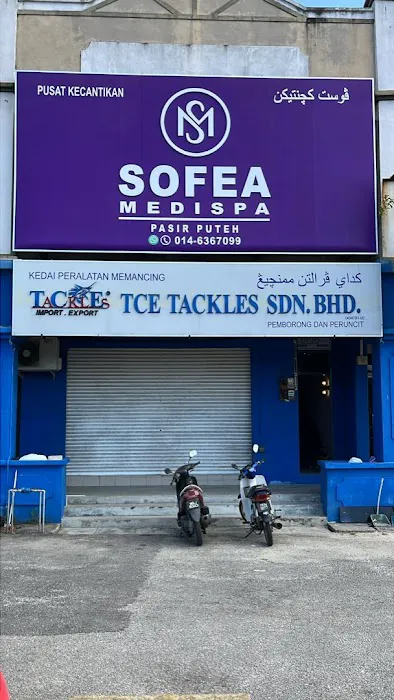 PUSAT KECANTIKAN
ڤوست کچنتيکن
SM
SOFEA
MEDISPA
PASIR PUTEH
014-6367099
KEDAI PERALATAN MEMANCING
کداي ڤرالتن ممنچيڠ
TACKLES
IMPORT . EXPORT
TCE TACKLES SDN. BHD.
PEMBORONG DAN PERUNCIT